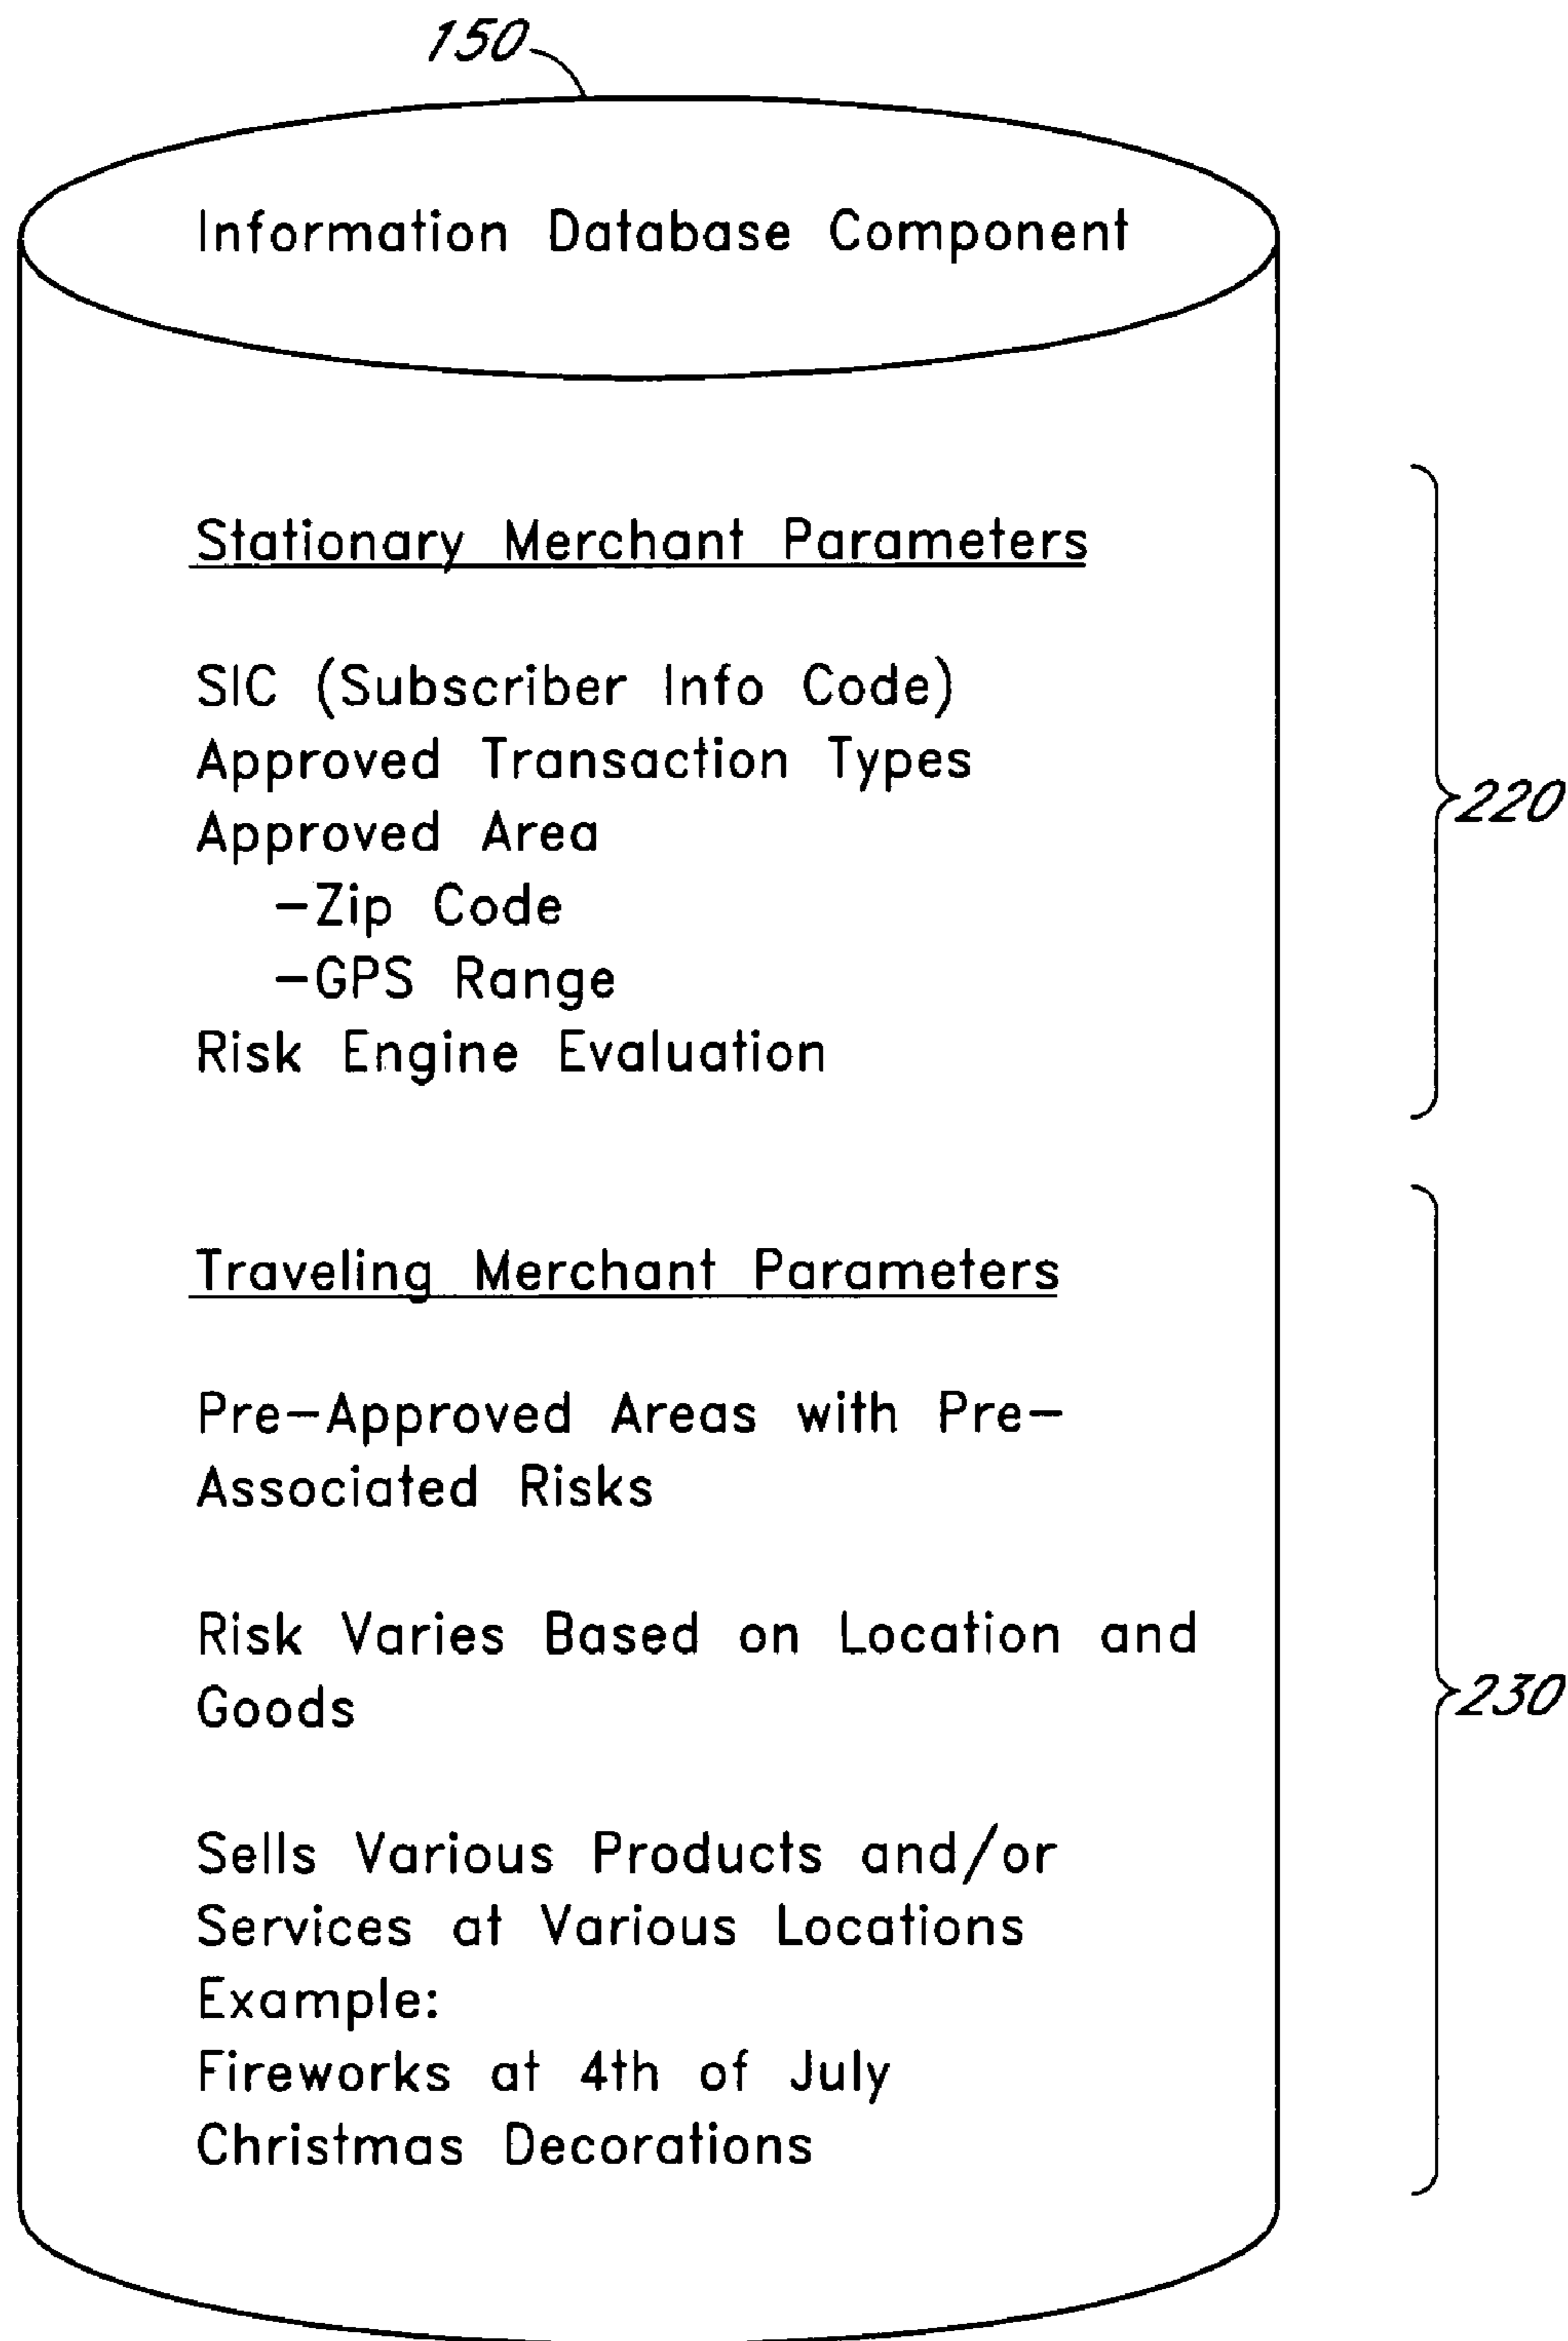 150
Information Database Component
Stationary Merchant Parameters
SIC (Subscriber Info Code)
Approved Transaction Types
Approved Area
-Zip Code
-GPS Range
Risk Engine Evaluation
220
Traveling Merchant Parameters
Pre-Approved Areas with Pre-
Associated Risks
Risk Varies Based on Location and
Goods
230
Sells Various Products and/or
Services at Various Locations
Example:
Fireworks at 4th of July
Christmas Decorations